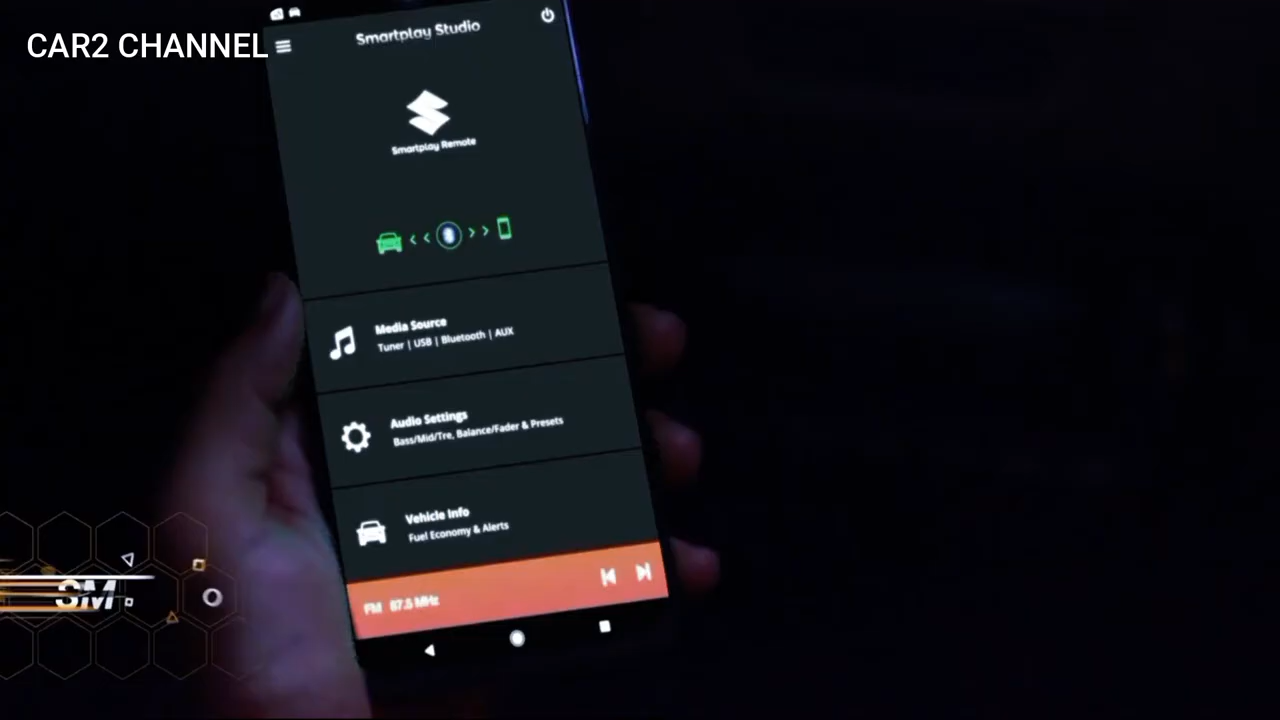 CAR2 CHANNEL
Smartplay Studio
Smartplay Remote
Media Source
Tuner | USB | Bluetooth | AUX
Audio Settings
Bass/Mid/Tre, Balance/Fader & Presets
Vehicle Info
Fuel Economy & Alerts
FM 87.5 MHz
SM